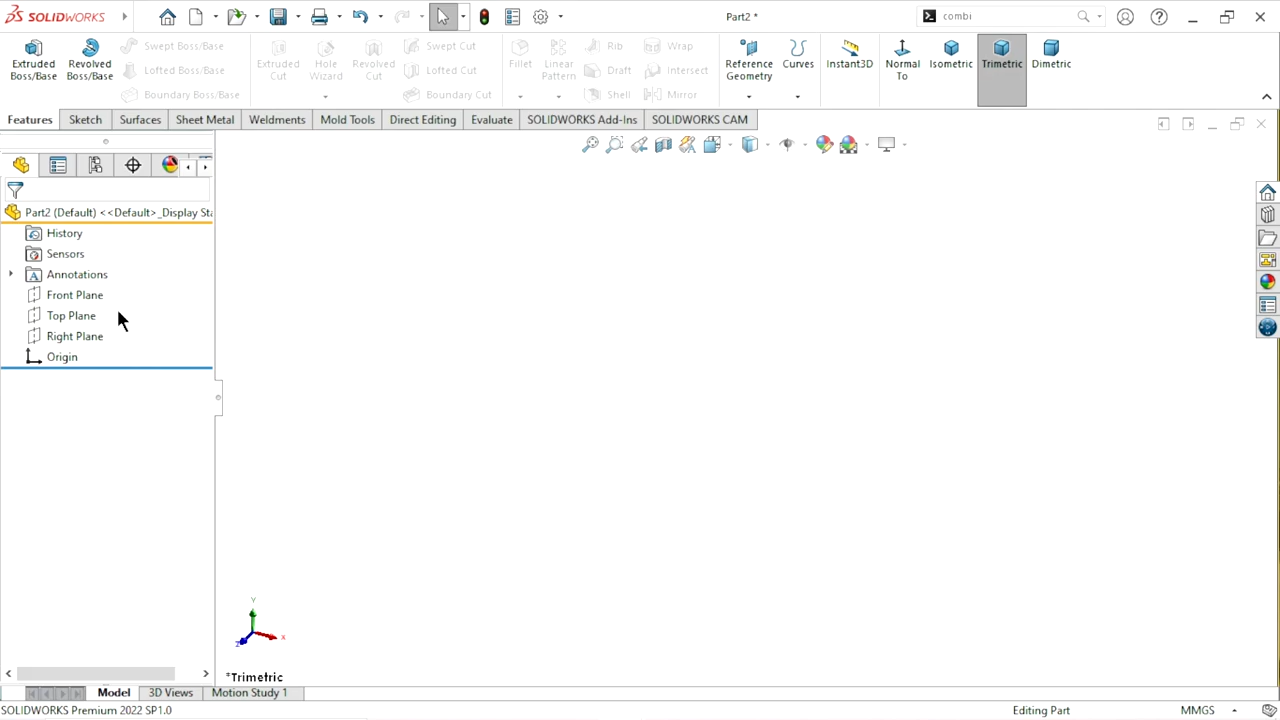 SOLIDWORKS
Part2 *
combi
Extruded Boss/Base
Revolved Boss/Base
Swept Boss/Base
Lofted Boss/Base
Boundary Boss/Base
Extruded Cut
Hole Wizard
Revolved Cut
Swept Cut
Lofted Cut
Boundary Cut
Fillet
Linear Pattern
Rib
Draft
Shell
Wrap
Intersect
Mirror
Reference Geometry
Curves
Instant3D
Normal To
Isometric
Trimetric
Dimetric
Features
Sketch
Surfaces
Sheet Metal
Weldments
Mold Tools
Direct Editing
Evaluate
SOLIDWORKS Add-Ins
SOLIDWORKS CAM
Part2 (Default) <<Default>_Display Sta
History
Sensors
Annotations
Front Plane
Top Plane
Right Plane
Origin
Y
X
Z
*Trimetric
Model
3D Views
Motion Study 1
SOLIDWORKS Premium 2022 SP1.0
Editing Part
MMGS